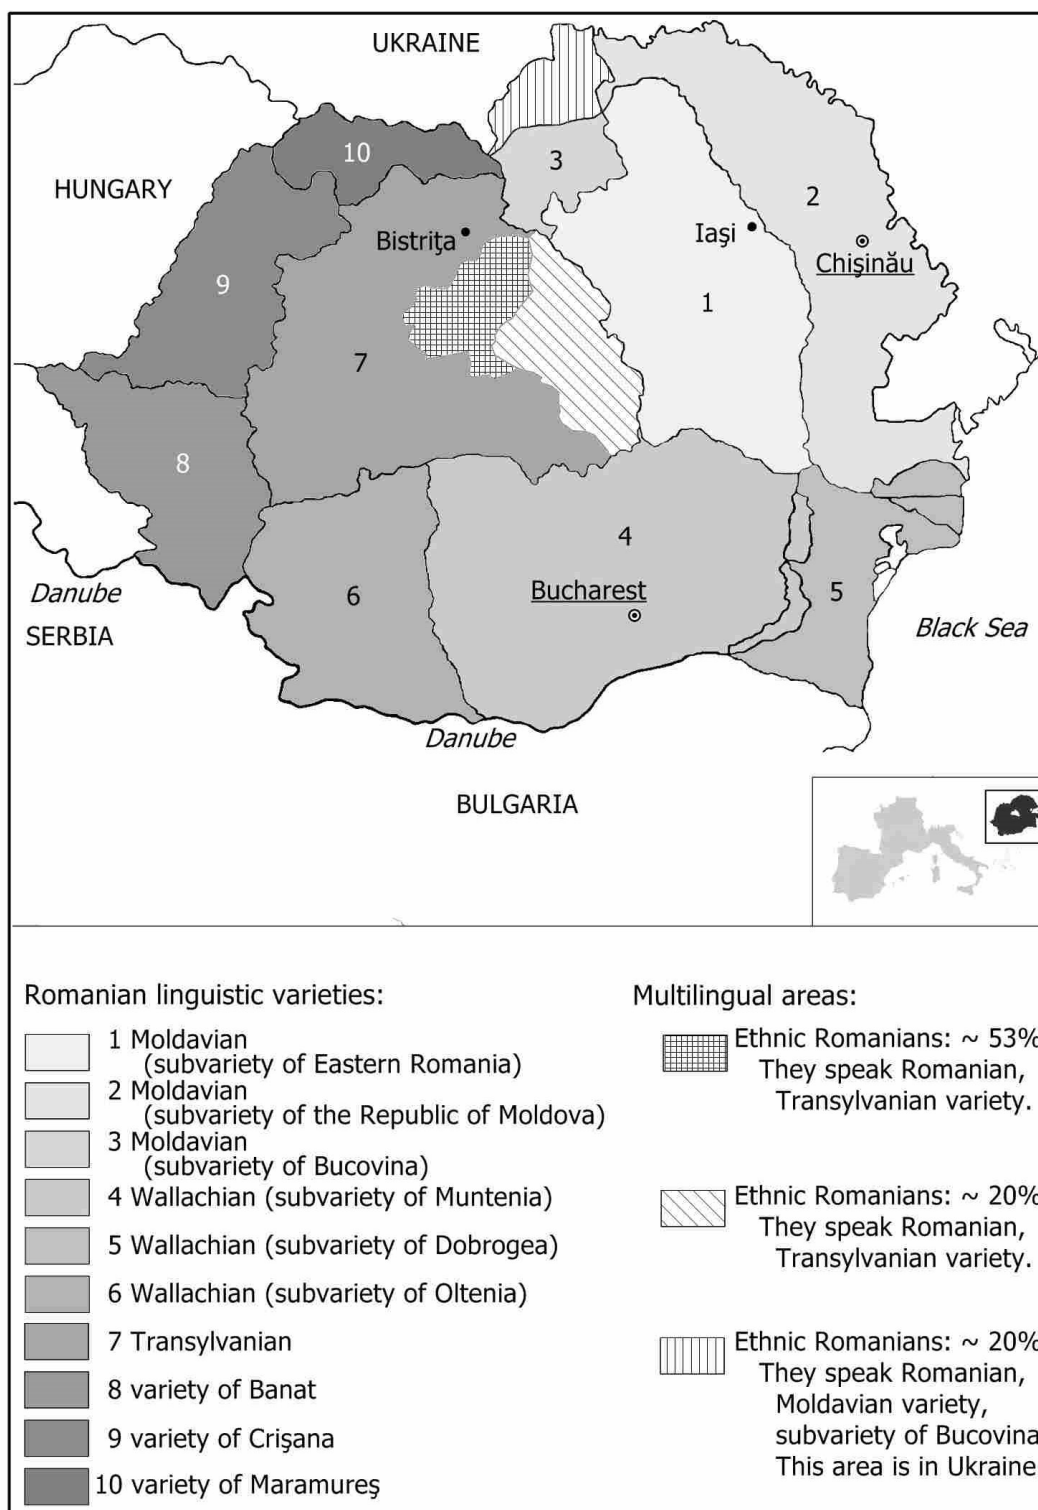 UKRAINE
10
3
HUNGARY
2
Bistriţa
Iaşi
Chişinău
9
1
7
8
4
6
Bucharest
5
Danube
SERBIA
Black Sea
Danube
BULGARIA
Romanian linguistic varieties:
1 Moldavian
(subvariety of Eastern Romania)
2 Moldavian
(subvariety of the Republic of Moldova)
3 Moldavian
(subvariety of Bucovina)
4 Wallachian (subvariety of Muntenia)
5 Wallachian (subvariety of Dobrogea)
6 Wallachian (subvariety of Oltenia)
7 Transylvanian
8 variety of Banat
9 variety of Crişana
10 variety of Maramureş
Multilingual areas:
Ethnic Romanians: ~ 53%
They speak Romanian,
Transylvanian variety.
Ethnic Romanians: ~ 20%
They speak Romanian,
Transylvanian variety.
Ethnic Romanians: ~ 20%
They speak Romanian,
Moldavian variety,
subvariety of Bucovina
This area is in Ukraine